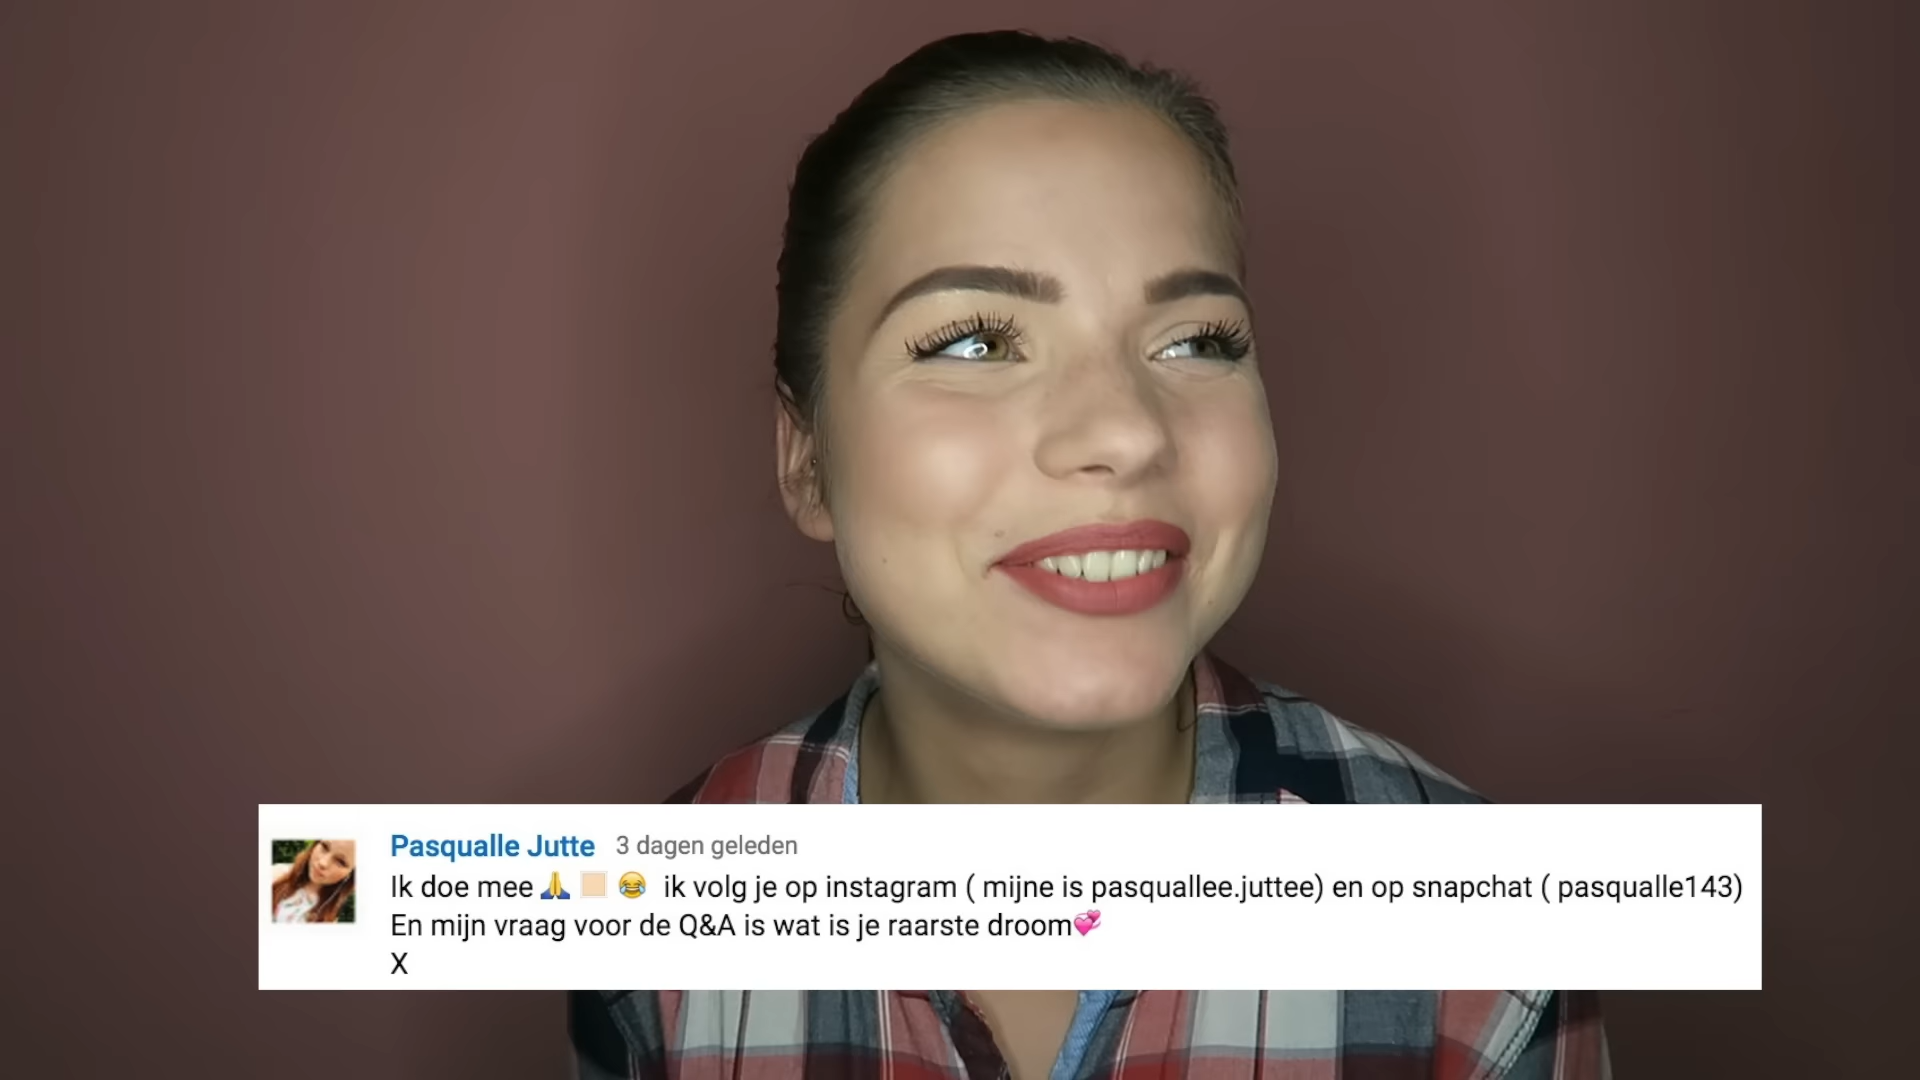 Pasqualle Jutte 3 dagen geleden
Ik doe mee🙏🏼😂 ik volg je op instagram ( mijne is pasquallee.juttee) en op snapchat ( pasqualle143)
En mijn vraag voor de Q&A is wat is je raarste droom💞
X